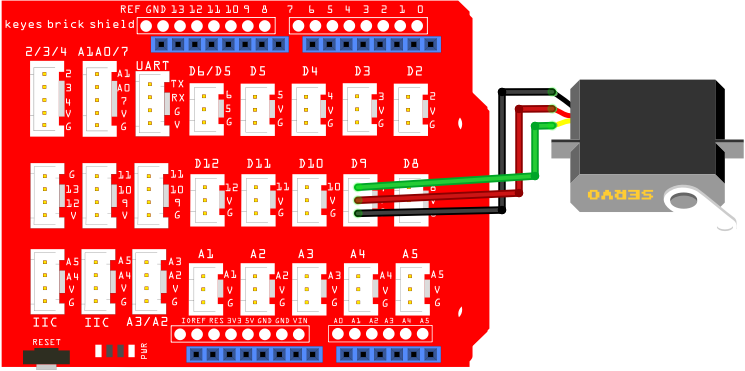 REF GND 13 12 11 10 9 8 7 6 5 4 3 2 1 0
keyes brick shield
2/3/4 A1A0/7 UART D6/D5 D5 D4 D3 D2
2 A1 TX 6 5 4 3 2
3 A0 RX 5 V V V V
4 7 G V G G G G
V V V G
G G
D12 D11 D10 D9 D8
G 11 11 12 11 10 8
13 10 10 V V V
12 9 9 G G G G
V V G
A1 A2 A3 A4 A5
A5 A5 A3 A1 A2 A3 A4 A5
A4 A4 A2 V V V V V
V V V G G G G G
G G G
IIC IIC A3/A2
IOREF RES 3V3 5V GND GND VIN A0 A1 A2 A3 A4 A5
RESET
PWR
SERVO